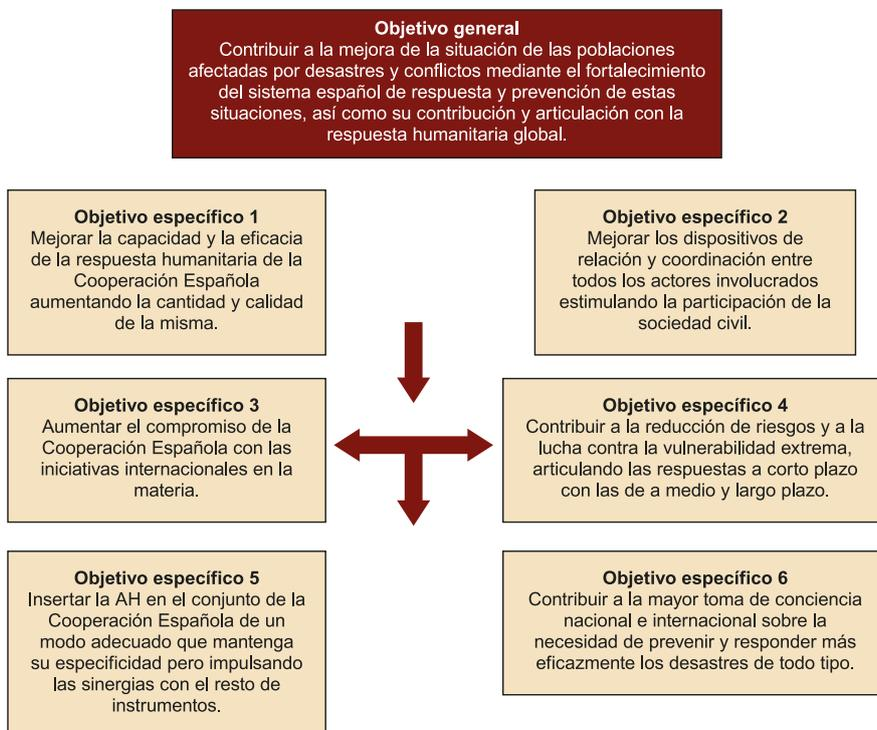 Objetivo general
Contribuir a la mejora de la situación de las poblaciones
afectadas por desastres y conflictos mediante el fortalecimiento
del sistema español de respuesta y prevención de estas
situaciones, así como su contribución y articulación con la
respuesta humanitaria global.
Objetivo específico 1
Mejorar la capacidad y la eficacia
de la respuesta humanitaria de la
Cooperación Española
aumentando la cantidad y calidad
de la misma.
Objetivo específico 2
Mejorar los dispositivos de
relación y coordinación entre
todos los actores involucrados
estimulando la participación de la
sociedad civil.
Objetivo específico 3
Aumentar el compromiso de la
Cooperación Española con las
iniciativas internacionales en la
materia.
Objetivo específico 4
Contribuir a la reducción de riesgos y a la
lucha contra la vulnerabilidad extrema,
articulando las respuestas a corto plazo
con las de a medio y largo plazo.
Objetivo específico 5
Insertar la AH en el conjunto de la
Cooperación Española de un
modo adecuado que mantenga
su especificidad pero impulsando
las sinergias con el resto de
instrumentos.
Objetivo específico 6
Contribuir a la mayor toma de conciencia
nacional e internacional sobre la
necesidad de prevenir y responder más
eficazmente los desastres de todo tipo.